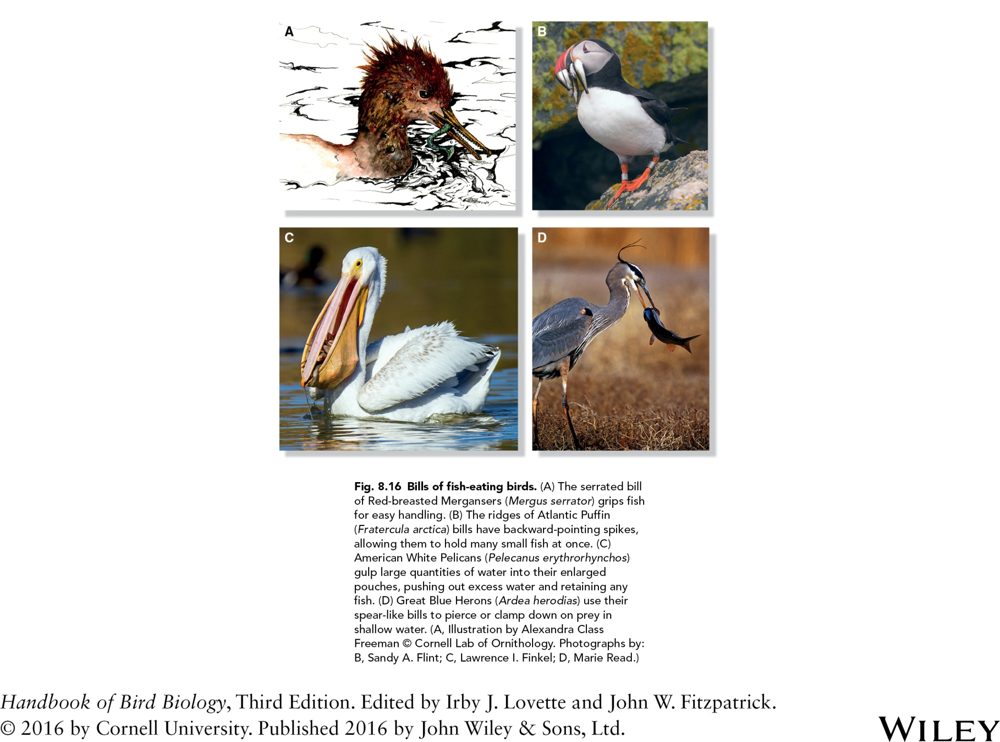 A
B
C
D
Fig. 8.16 Bills of fish-eating birds. (A) The serrated bill
of Red-breasted Mergansers (Mergus serrator) grips fish
for easy handling. (B) The ridges of Atlantic Puffin
(Fratercula arctica) bills have backward-pointing spikes,
allowing them to hold many small fish at once. (C)
American White Pelicans (Pelecanus erythrorhynchos)
gulp large quantities of water into their enlarged
pouches, pushing out excess water and retaining any
fish. (D) Great Blue Herons (Ardea herodias) use their
spear-like bills to pierce or clamp down on prey in
shallow water. (A, Illustration by Alexandra Class
Freeman © Cornell Lab of Ornithology. Photographs by:
B, Sandy A. Flint; C, Lawrence I. Finkel; D, Marie Read.)
Handbook of Bird Biology, Third Edition. Edited by Irby J. Lovette and John W. Fitzpatrick.
© 2016 by Cornell University. Published 2016 by John Wiley & Sons, Ltd.
WILEY